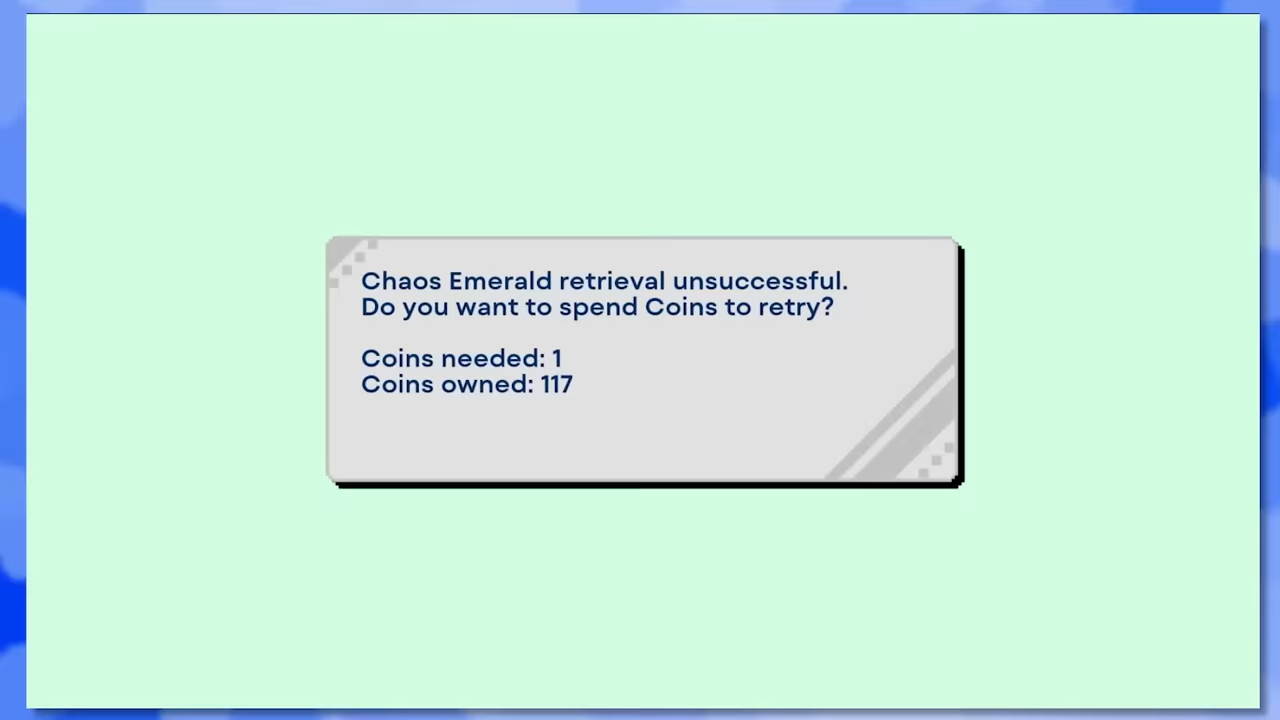 Chaos Emerald retrieval unsuccessful.
Do you want to spend Coins to retry?
Coins needed: 1
Coins owned: 117